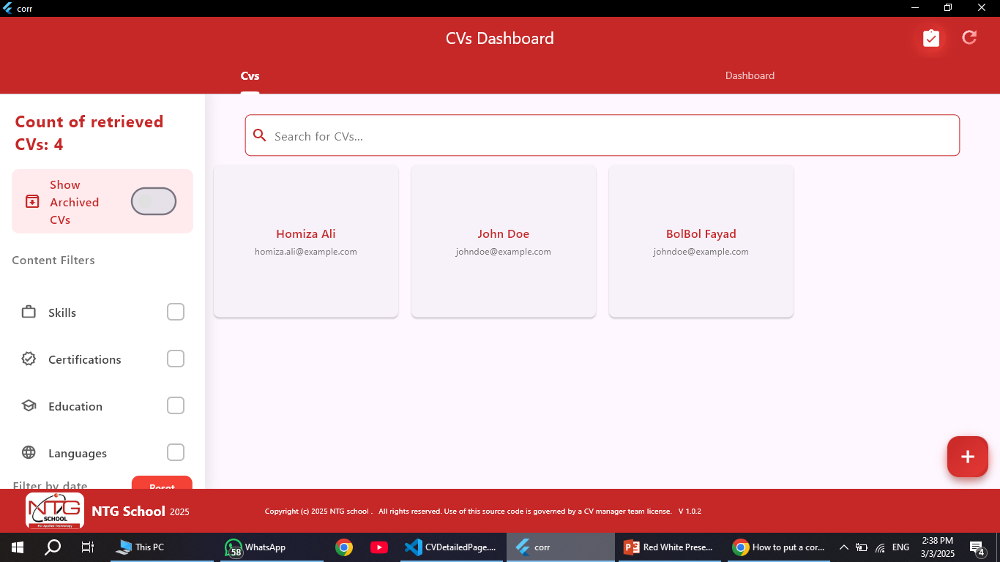 corr
CVs Dashboard
Cvs
Dashboard
Count of retrieved
CVs: 4
Show
Archived
CVs
Content Filters
Skills
Certifications
Education
Languages
Filter by date
Reset
Search for CVs...
Homiza Ali
homiza.ali@example.com
John Doe
johndoe@example.com
BolBol Fayad
johndoe@example.com
NTG
SCHOOL
For Applied Technology
NTG School 2025
Copyright (c) 2025 NTG school . All rights reserved. Use of this source code is governed by a CV manager team license. V 1.0.2
This PC
58
WhatsApp
CVDetailedPage....
corr
Red White Prese...
How to put a cor...
ENG
2:38 PM
3/3/2025
4